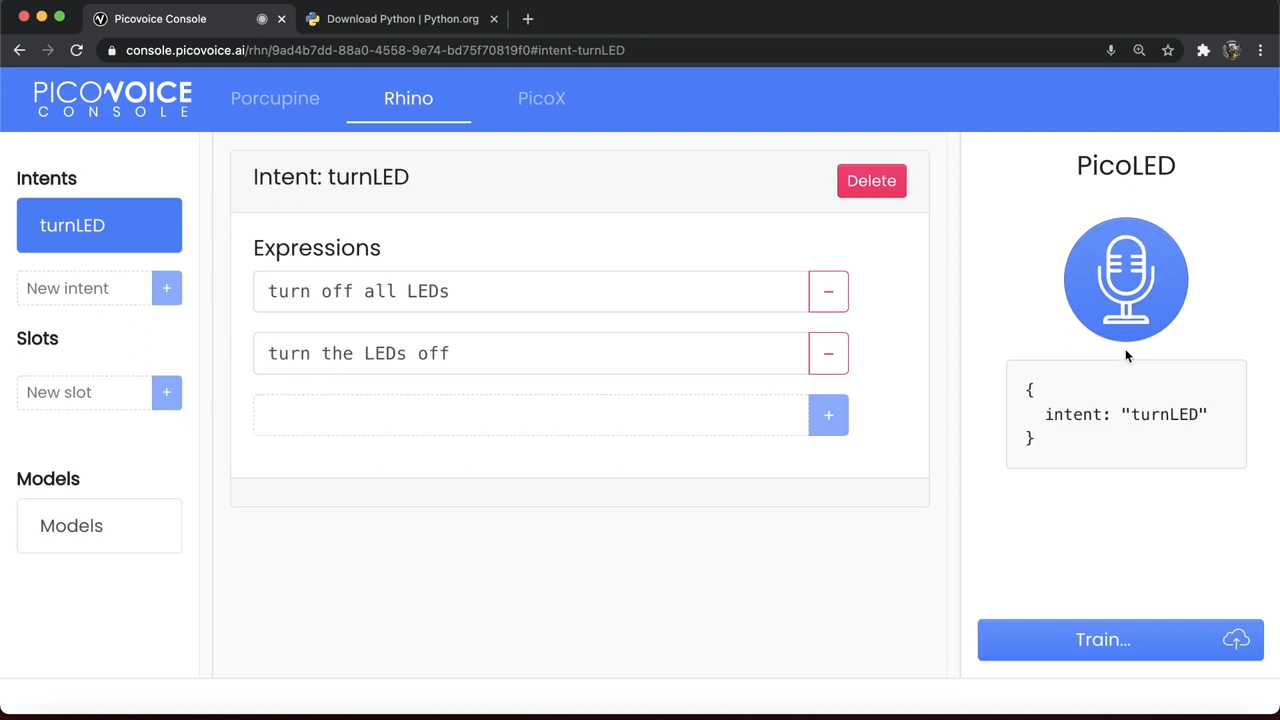 Picovoice Console
Download Python | Python.org
console.picovoice.ai/rhn/9ad4b7dd-88a0-4558-9e74-bd75f70819f0#intent-turnLED
PICOVOICE
CONSOLE
Porcupine
Rhino
PicoX
Intents
turnLED
New intent
+
Slots
New slot
+
Models
Models
Intent: turnLED
Delete
Expressions
turn off all LEDs
−
turn the LEDs off
−
+
PicoLED
{
intent: "turnLED"
}
Train...